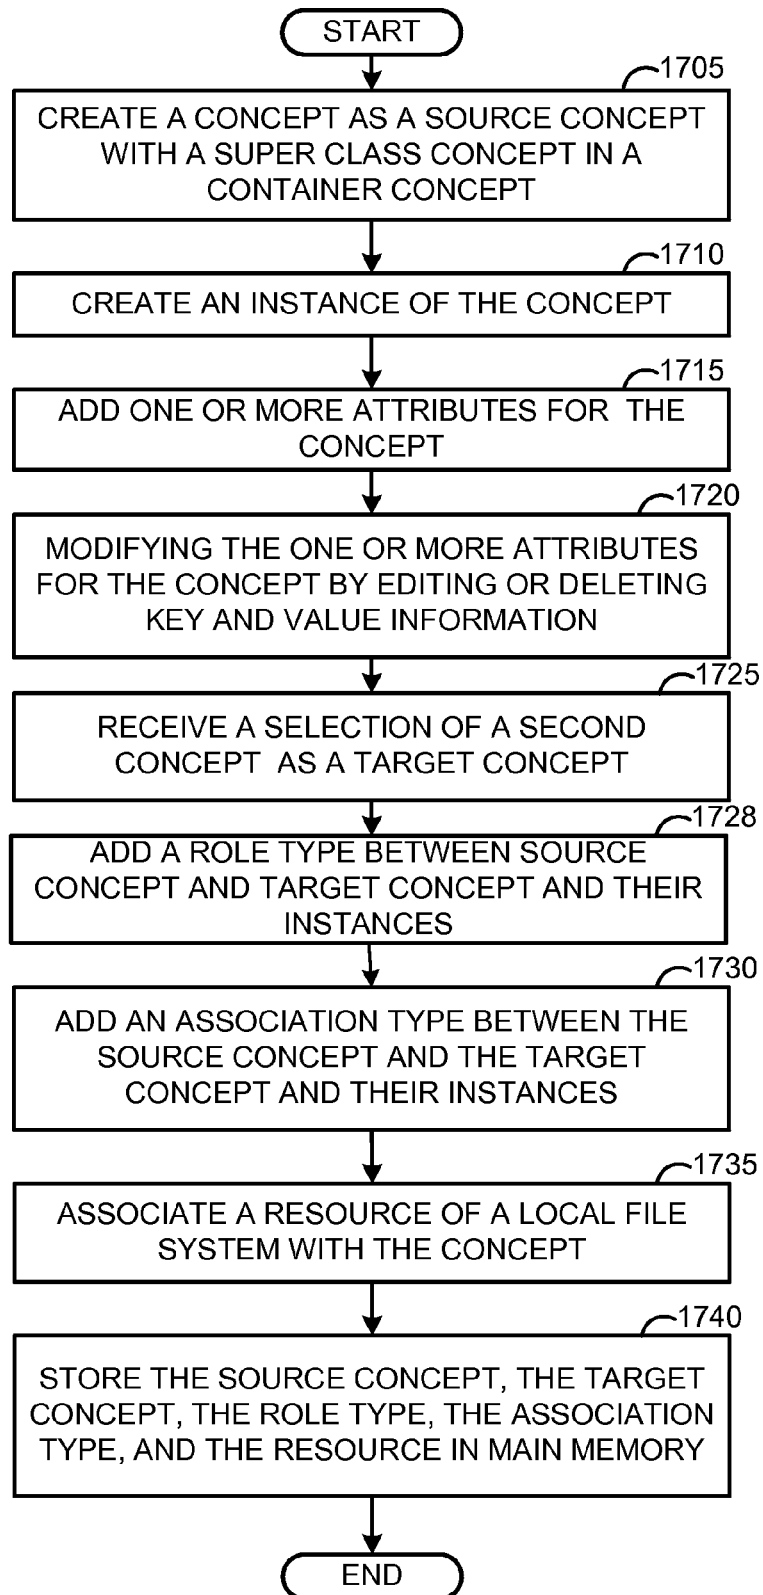 START
1705
CREATE A CONCEPT AS A SOURCE CONCEPT
WITH A SUPER CLASS CONCEPT IN A
CONTAINER CONCEPT
1710
CREATE AN INSTANCE OF THE CONCEPT
1715
ADD ONE OR MORE ATTRIBUTES FOR THE
CONCEPT
1720
MODIFYING THE ONE OR MORE ATTRIBUTES
FOR THE CONCEPT BY EDITING OR DELETING
KEY AND VALUE INFORMATION
1725
RECEIVE A SELECTION OF A SECOND
CONCEPT AS A TARGET CONCEPT
1728
ADD A ROLE TYPE BETWEEN SOURCE
CONCEPT AND TARGET CONCEPT AND THEIR
INSTANCES
1730
ADD AN ASSOCIATION TYPE BETWEEN THE
SOURCE CONCEPT AND THE TARGET
CONCEPT AND THEIR INSTANCES
1735
ASSOCIATE A RESOURCE OF A LOCAL FILE
SYSTEM WITH THE CONCEPT
1740
STORE THE SOURCE CONCEPT, THE TARGET
CONCEPT, THE ROLE TYPE, THE ASSOCIATION
TYPE, AND THE RESOURCE IN MAIN MEMORY
END